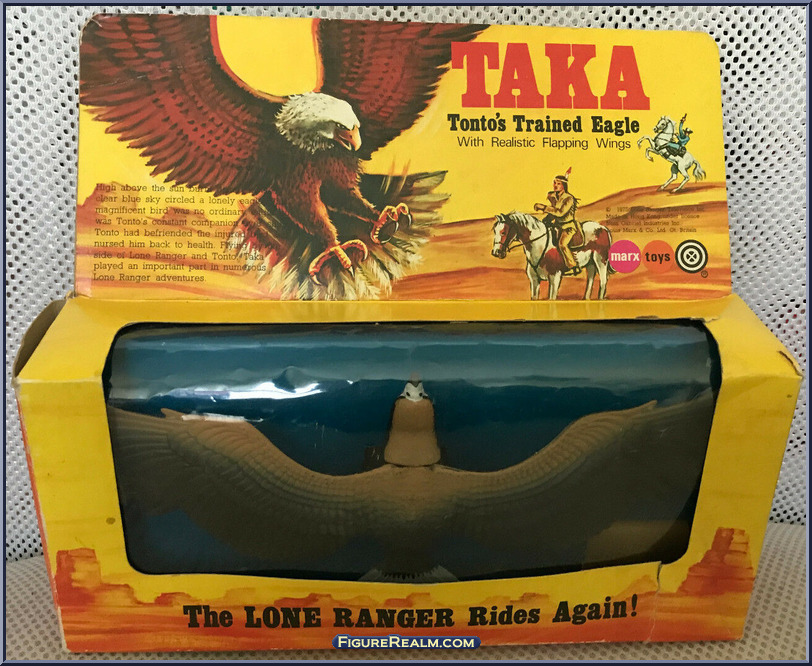 TAKA
Tonto's Trained Eagle
With Realistic Flapping Wings
High above the sun
clear blue sky circled a lonely
magnificent bird was no ordinary
was Tonto's constant companion
Tonto had befriended the injured
nursed him back to health. Flying
side of Lone Ranger and Tonto, Taka
played an important part in numerous
Lone Ranger adventures.
marx toys
The LONE RANGER Rides Again!
FIGUREREALM.COM